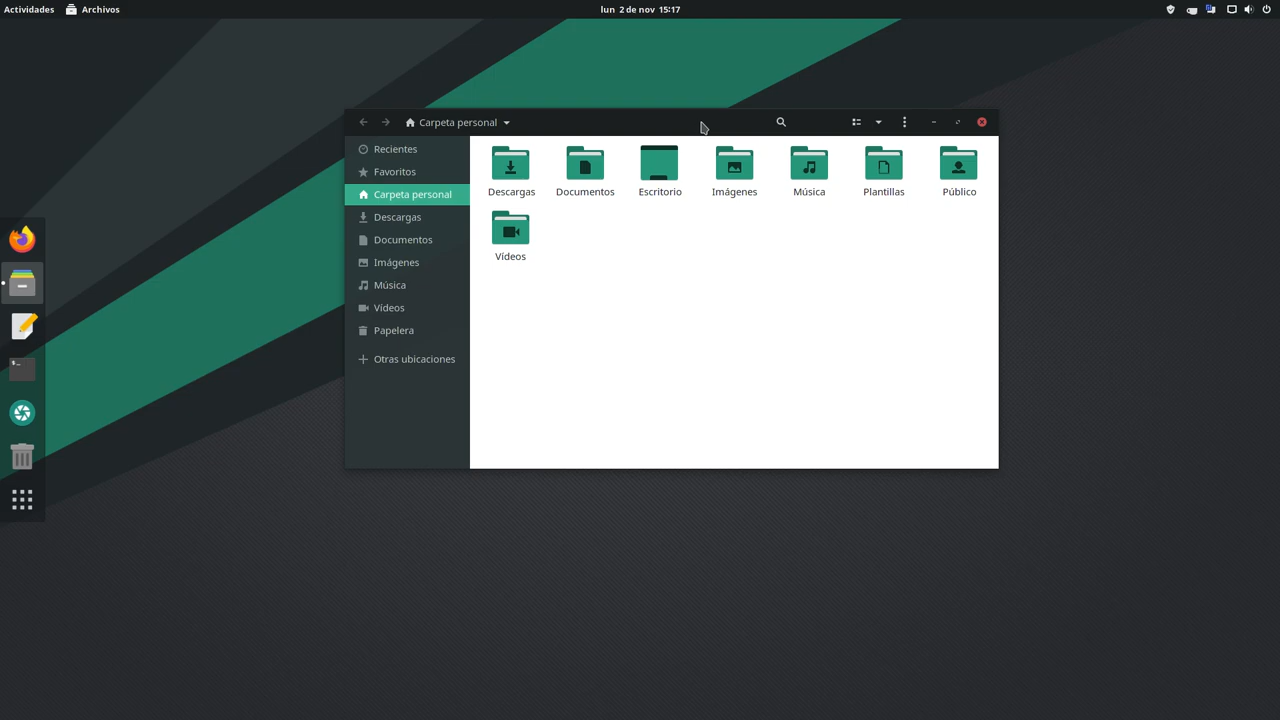 Actividades Archivos lun 2 de nov 15:17
Carpeta personal
Recientes
Favoritos
Carpeta personal
Descargas
Documentos
Imágenes
Música
Vídeos
Papelera
Otras ubicaciones
Descargas Documentos Escritorio Imágenes Música Plantillas Público
Vídeos